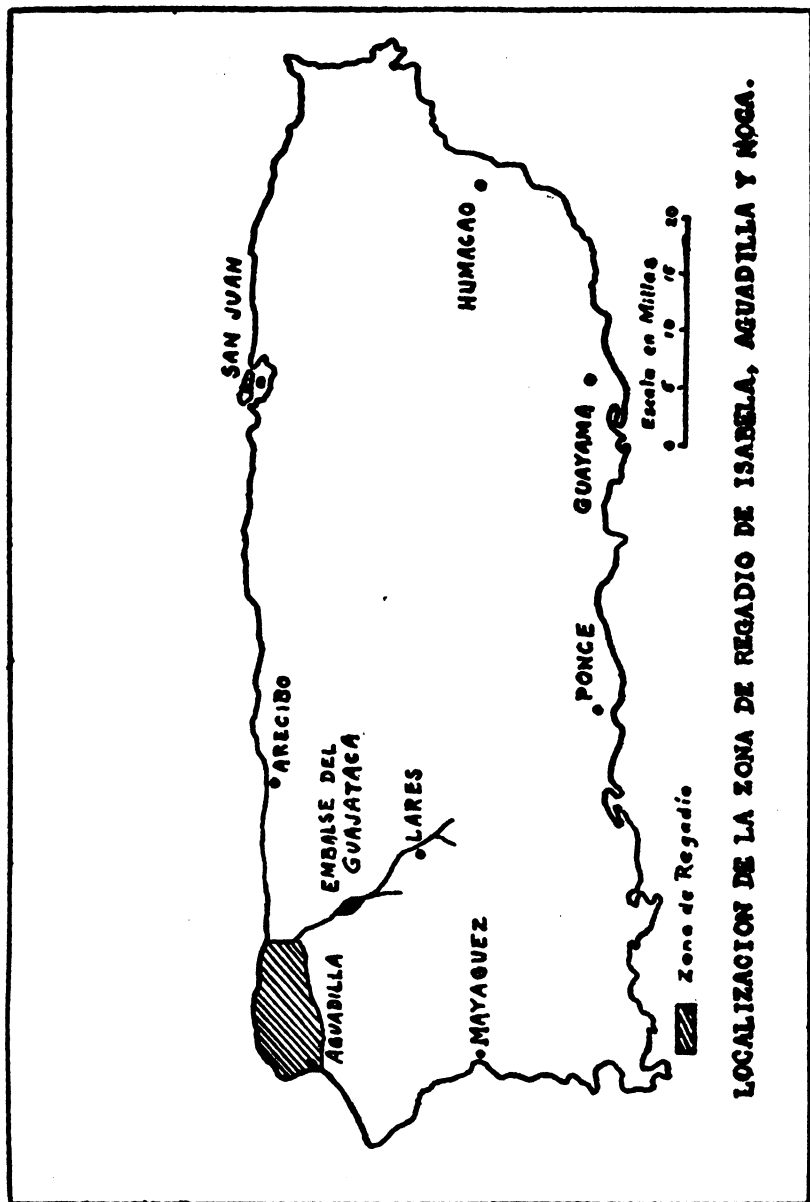 SAN JUAN
ARECIBO
EMBALSE DEL
GUAJATACA
LARES
AGUADILLA
MAYAGUEZ
HUMACAO
GUAYAMA
PONCE
Escala en Millas
0 5 10 15 20
Zona de Regadío
LOCALIZACION DE LA ZONA DE REGADIO DE ISABELA, AGUADILLA Y MOCA.